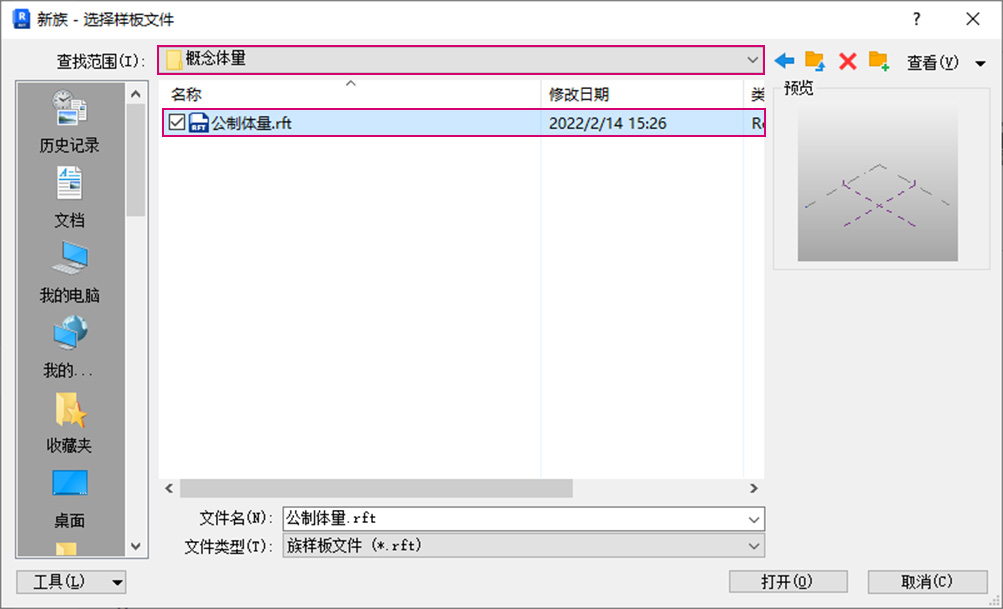 新族 - 选择样板文件
?
查找范围(I):
概念体量
查看(V)
预览
名称
修改日期
类
公制体量.rft
2022/2/14 15:26
历史记录
文档
我的电脑
我的...
收藏夹
桌面
文件名(N):
公制体量.rft
文件类型(T):
族样板文件 (*.rft)
工具(L)
打开(O)
取消(C)